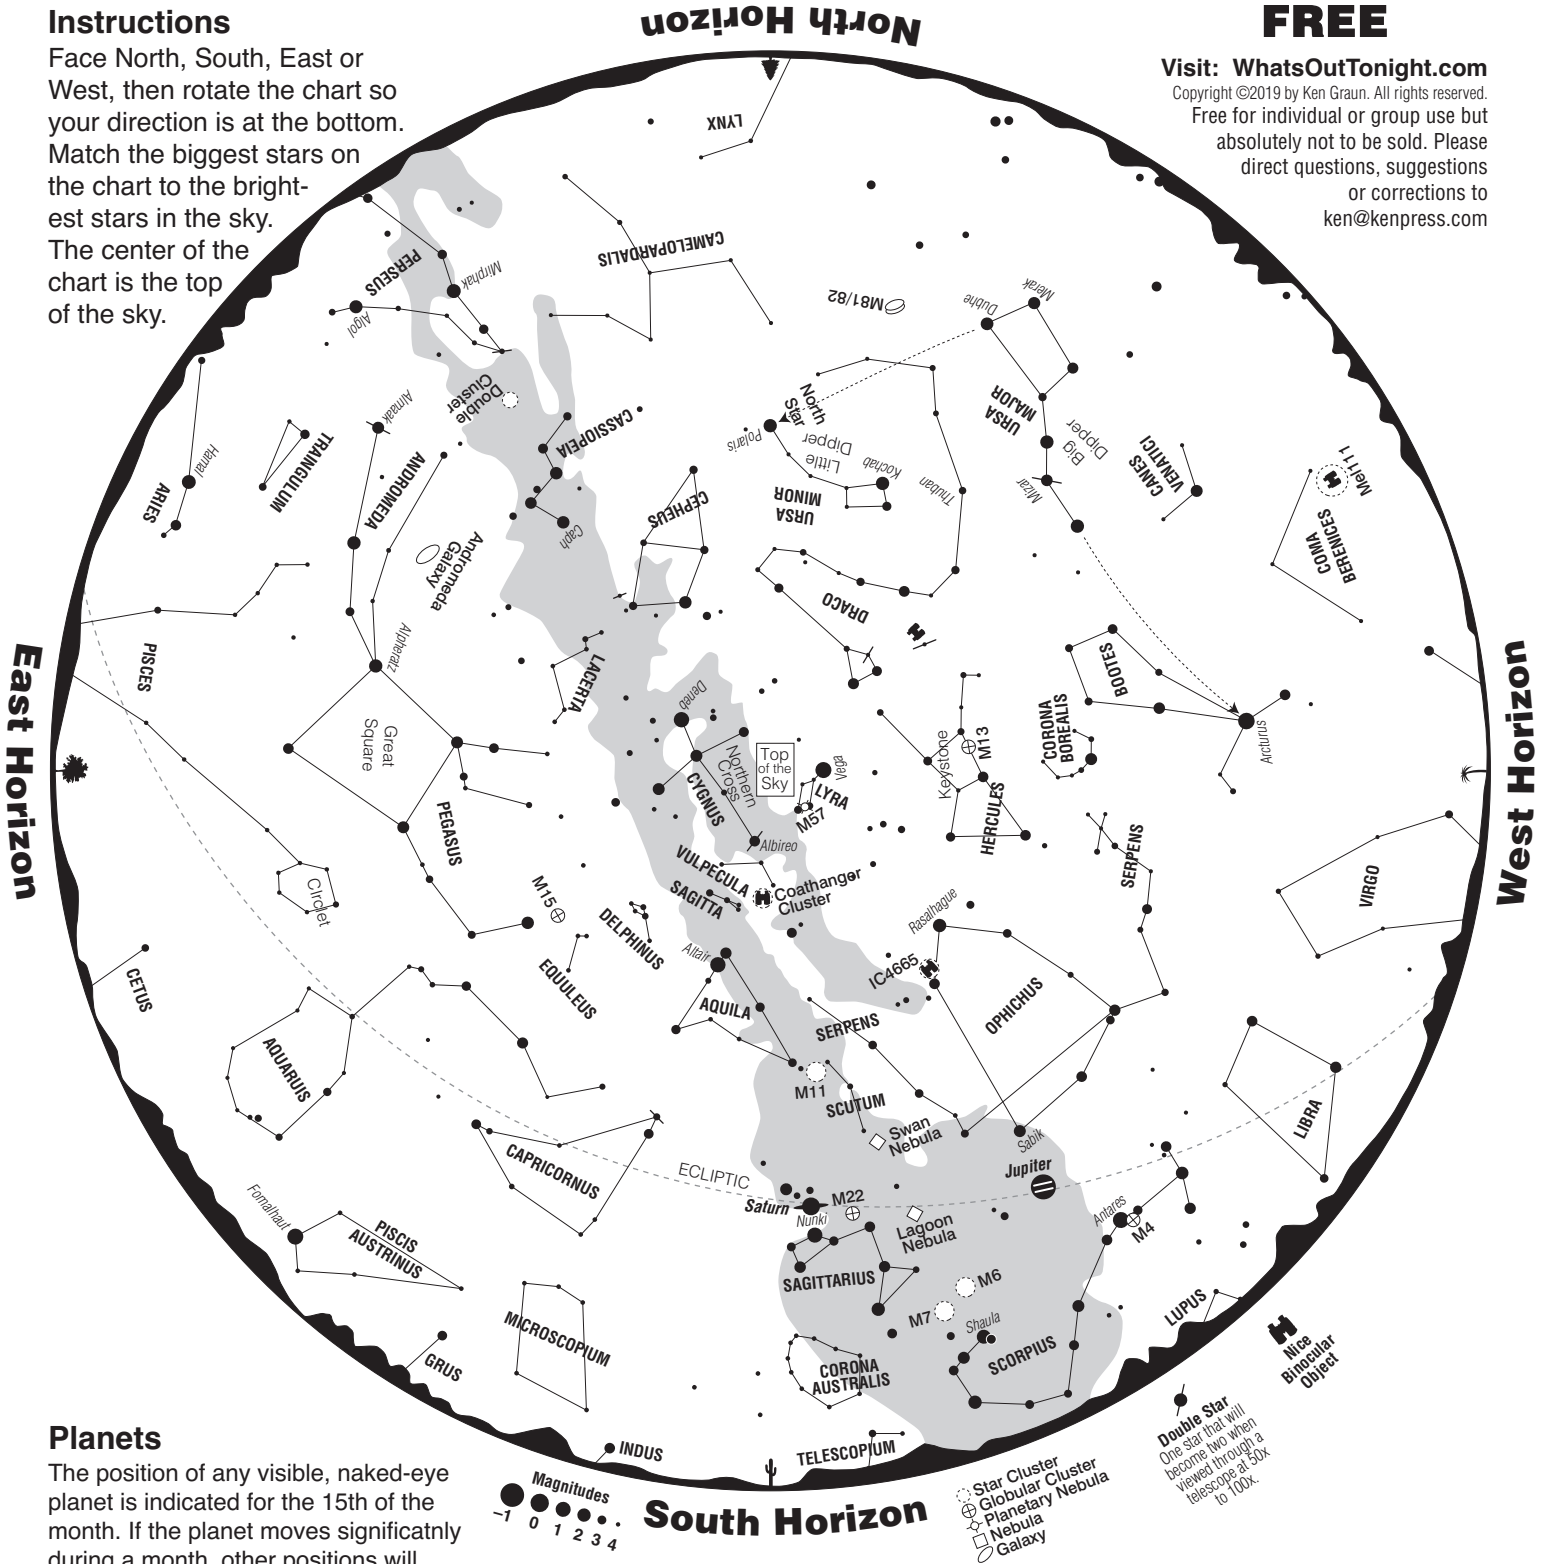 Instructions
Face North, South, East or
West, then rotate the chart so
your direction is at the bottom.
Match the biggest stars on
the chart to the bright-
est stars in the sky.
The center of the
chart is the top
of the sky.
North Horizon
FREE
Visit: WhatsOutTonight.com
Copyright ©2019 by Ken Graun. All rights reserved.
Free for individual or group use but
absolutely not to be sold. Please
direct questions, suggestions
or corrections to
ken@kenpress.com
LYNX
CAMELOPARDALIS
PERSEUS
Mirphak
Algol
M81/82
Dubhe
Merak
Double
Cluster
CASSIOPEIA
Caph
North
Star
Polaris
Little
Dipper
Kochab
URSA
MINOR
Thuban
URSA
MAJOR
Big
Dipper
Mizar
CANES
VENATICI
Mel111
COMA
BERENICES
Almaak
TRAINGULUM
Hamal
ARIES
ANDROMEDA
Andromeda
Galaxy
CEPHEUS
DRACO
Alpheratz
PISCES
LACERTA
BOOTES
Arcturus
CORONA
BOREALIS
East Horizon
West Horizon
Great
Square
Deneb
Northern
Cross
CYGNUS
Top
of the
Sky
Vega
LYRA
M57
Albireo
Keystone
M13
HERCULES
SERPENS
VIRGO
PEGASUS
CIrclet
VULPECULA
Coathanger
Cluster
SAGITTA
M15
DELPHINUS
EQUULEUS
Altair
AQUILA
Rasalhague
IC4665
OPHICHUS
SERPENS
CETUS
AQUARUIS
M11
SCUTUM
Swan
Nebula
Sabik
LIBRA
CAPRICORNUS
ECLIPTIC
Jupiter
Saturn
Nunki
M22
Lagoon
Nebula
Antares
M4
Fomalhaut
PISCIS
AUSTRINUS
SAGITTARIUS
M6
M7
Shaula
SCORPIUS
LUPUS
MICROSCOPIUM
GRUS
CORONA
AUSTRALIS
INDUS
TELESCOPIUM
Nice
Binocular
Object
Double Star
One star that will
become two when
viewed through a
telescope at 50x
to 100x.
Star Cluster
Globular Cluster
Planetary Nebula
Nebula
Galaxy
South Horizon
Magnitudes
–1 0 1 2 3 4
Planets
The position of any visible, naked-eye
planet is indicated for the 15th of the
month. If the planet moves significatnly
during a month, other positions will